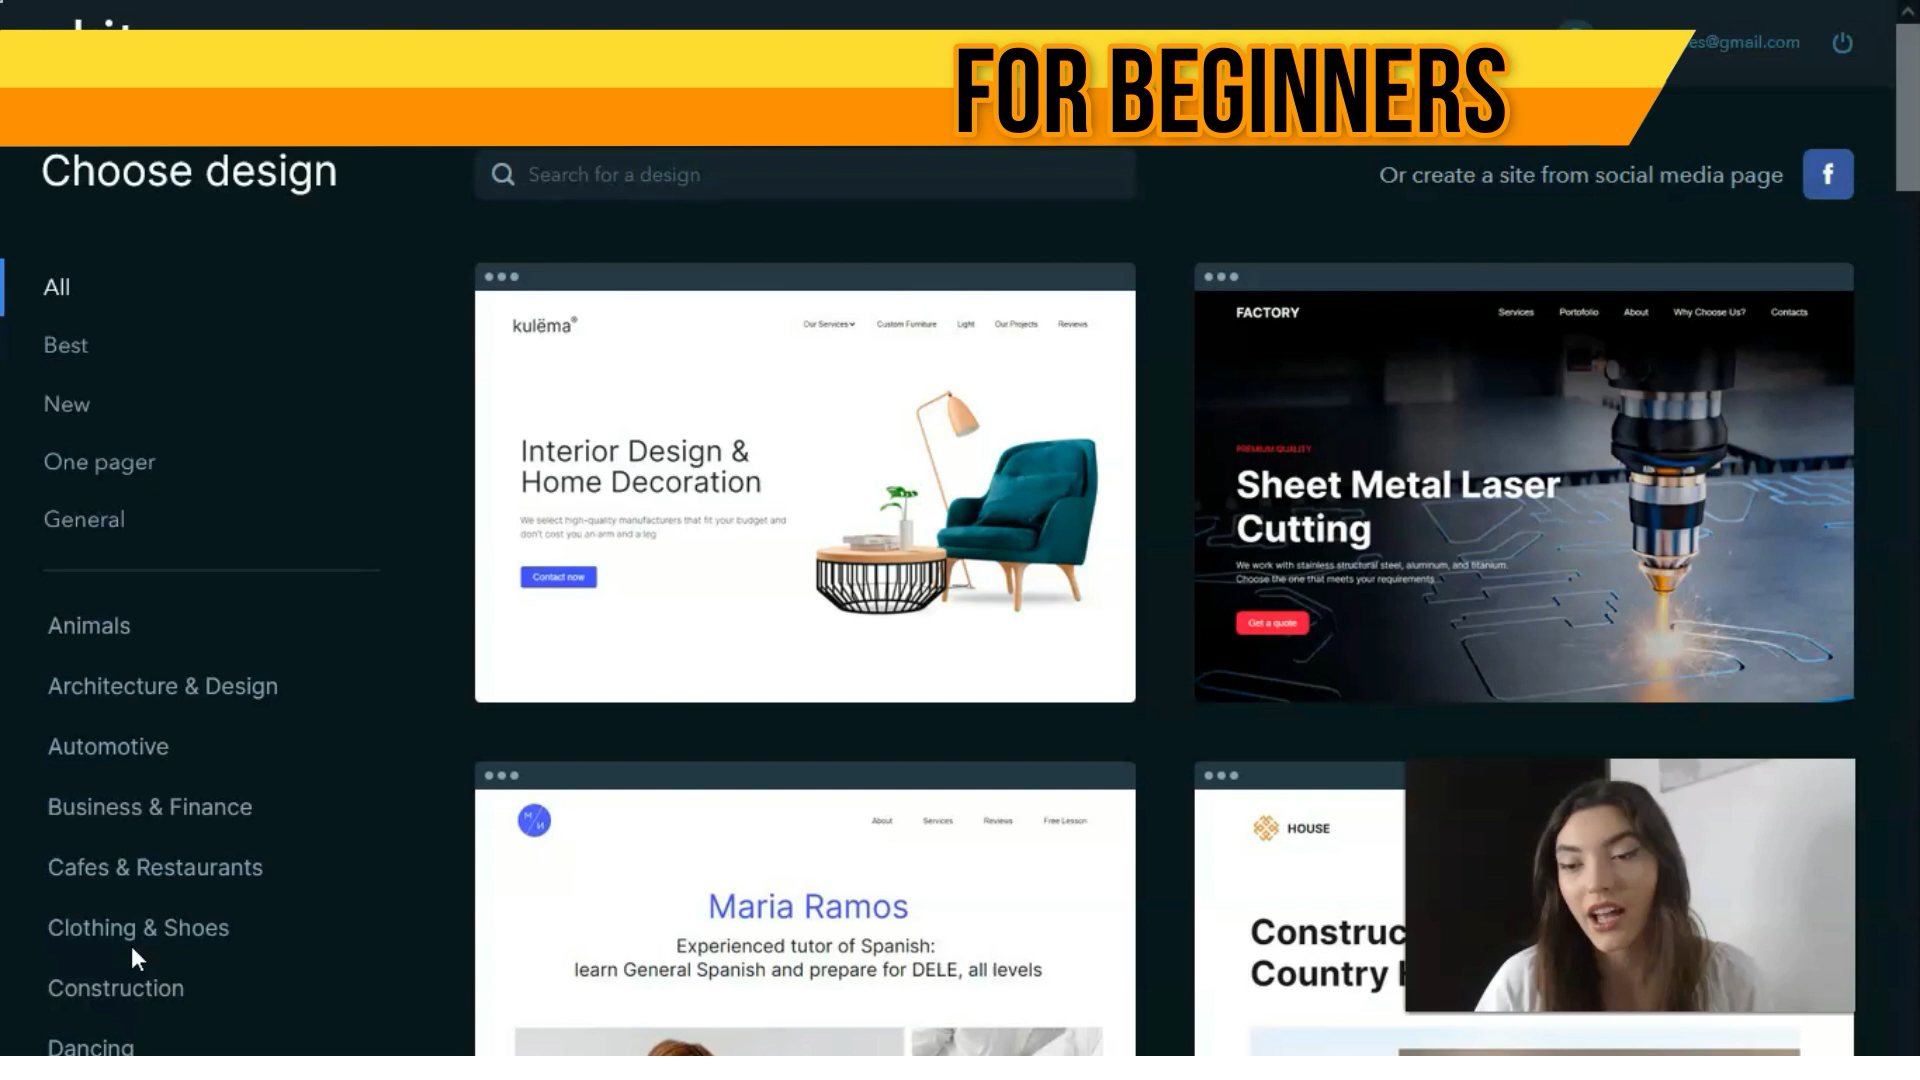 FOR BEGINNERS
es@gmail.com
Choose design
Search for a design
Or create a site from social media page
f
All
Best
New
One pager
General
Animals
Architecture & Design
Automotive
Business & Finance
Cafes & Restaurants
Clothing & Shoes
Construction
Dancing
kulëma®
Our Services
Custom Furniture
Light
Our Projects
Reviews
Interior Design &
Home Decoration
We select high-quality manufacturers that fit your budget and
don't cost you an arm and a leg
Contact now
FACTORY
Services
Portofolio
About
Why Choose Us?
Contacts
PREMIUM QUALITY
Sheet Metal Laser
Cutting
We work with stainless structural steel, aluminum, and titanium.
Choose the one that meets your requirements.
Get a quote
About
Services
Reviews
Free Lesson
Maria Ramos
Experienced tutor of Spanish:
learn General Spanish and prepare for DELE, all levels
HOUSE
Construc
Country